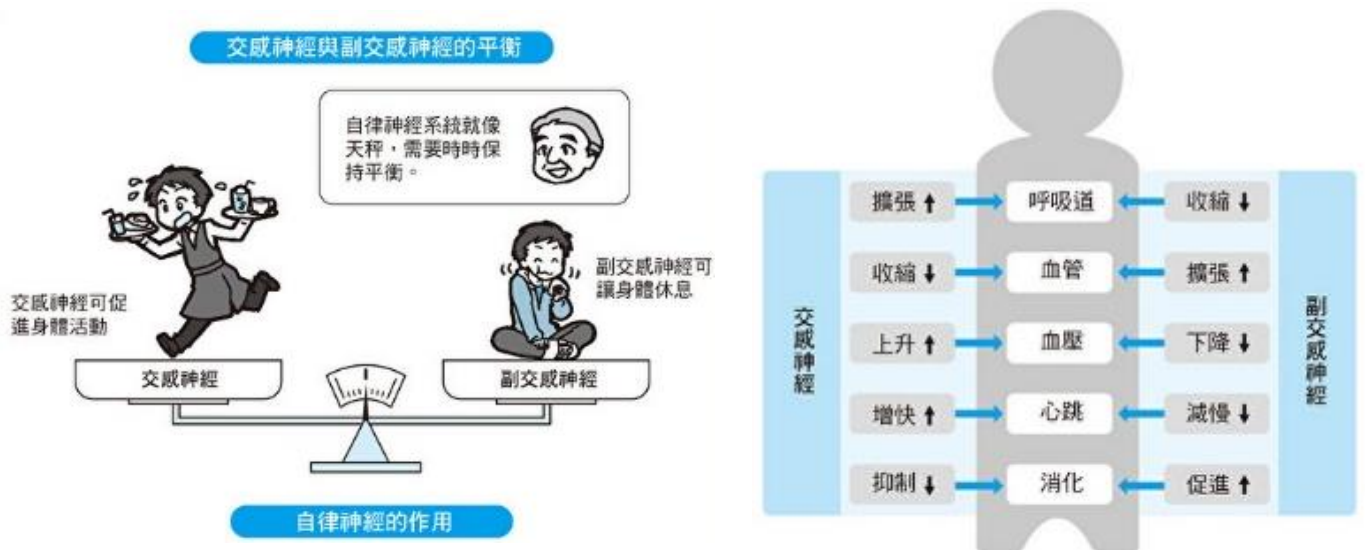 交感神經與副交感神經的平衡
自律神經系統就像
天秤，需要時時保
持平衡。
交感神經可促
進身體活動
副交感神經可
讓身體休息
交感神經
副交感神經
自律神經的作用
交感神經
擴張↑
呼吸道
收縮↓
收縮↓
血管
擴張↑
上升↑
血壓
下降↓
增快↑
心跳
減慢↓
抑制↓
消化
促進↑
副交感神經